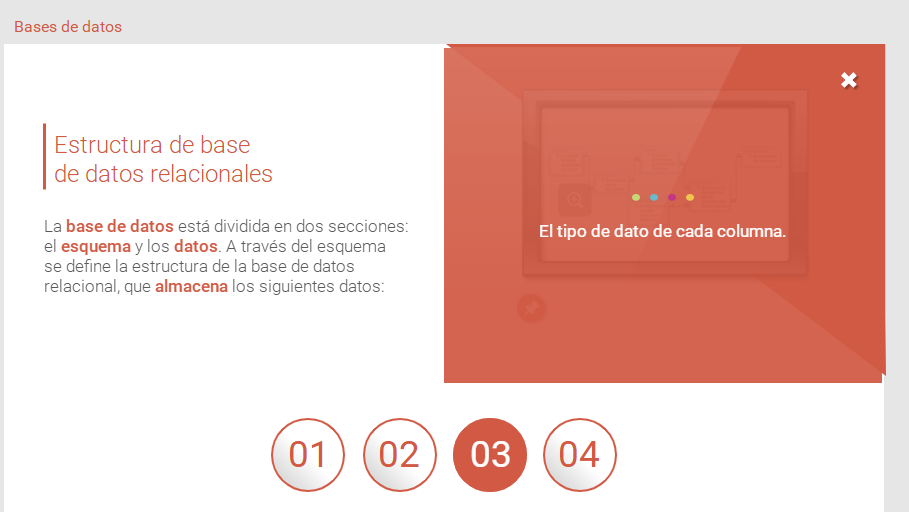 Bases de datos
Estructura de base
de datos relacionales
La base de datos está dividida en dos secciones:
el esquema y los datos. A través del esquema
se define la estructura de la base de datos
relacional, que almacena los siguientes datos:
El tipo de dato de cada columna.
01 02 03 04